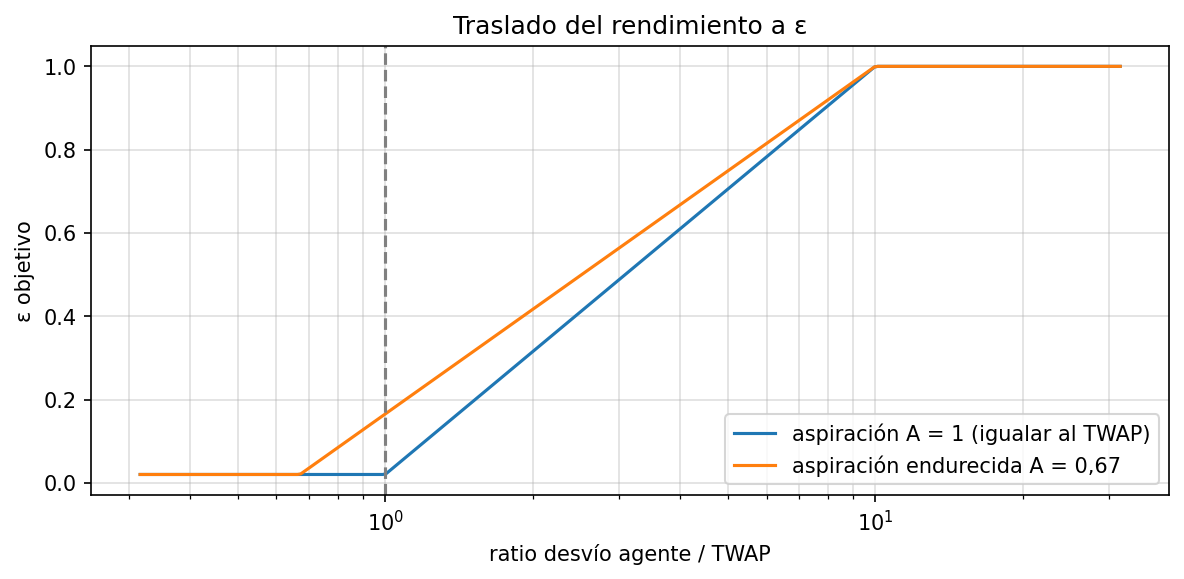 Traslado del rendimiento a ε
ε objetivo
1.0
0.8
0.6
0.4
0.2
0.0
aspiración A = 1 (igualar al TWAP)
aspiración endurecida A = 0,67
10⁰
10¹
ratio desvío agente / TWAP